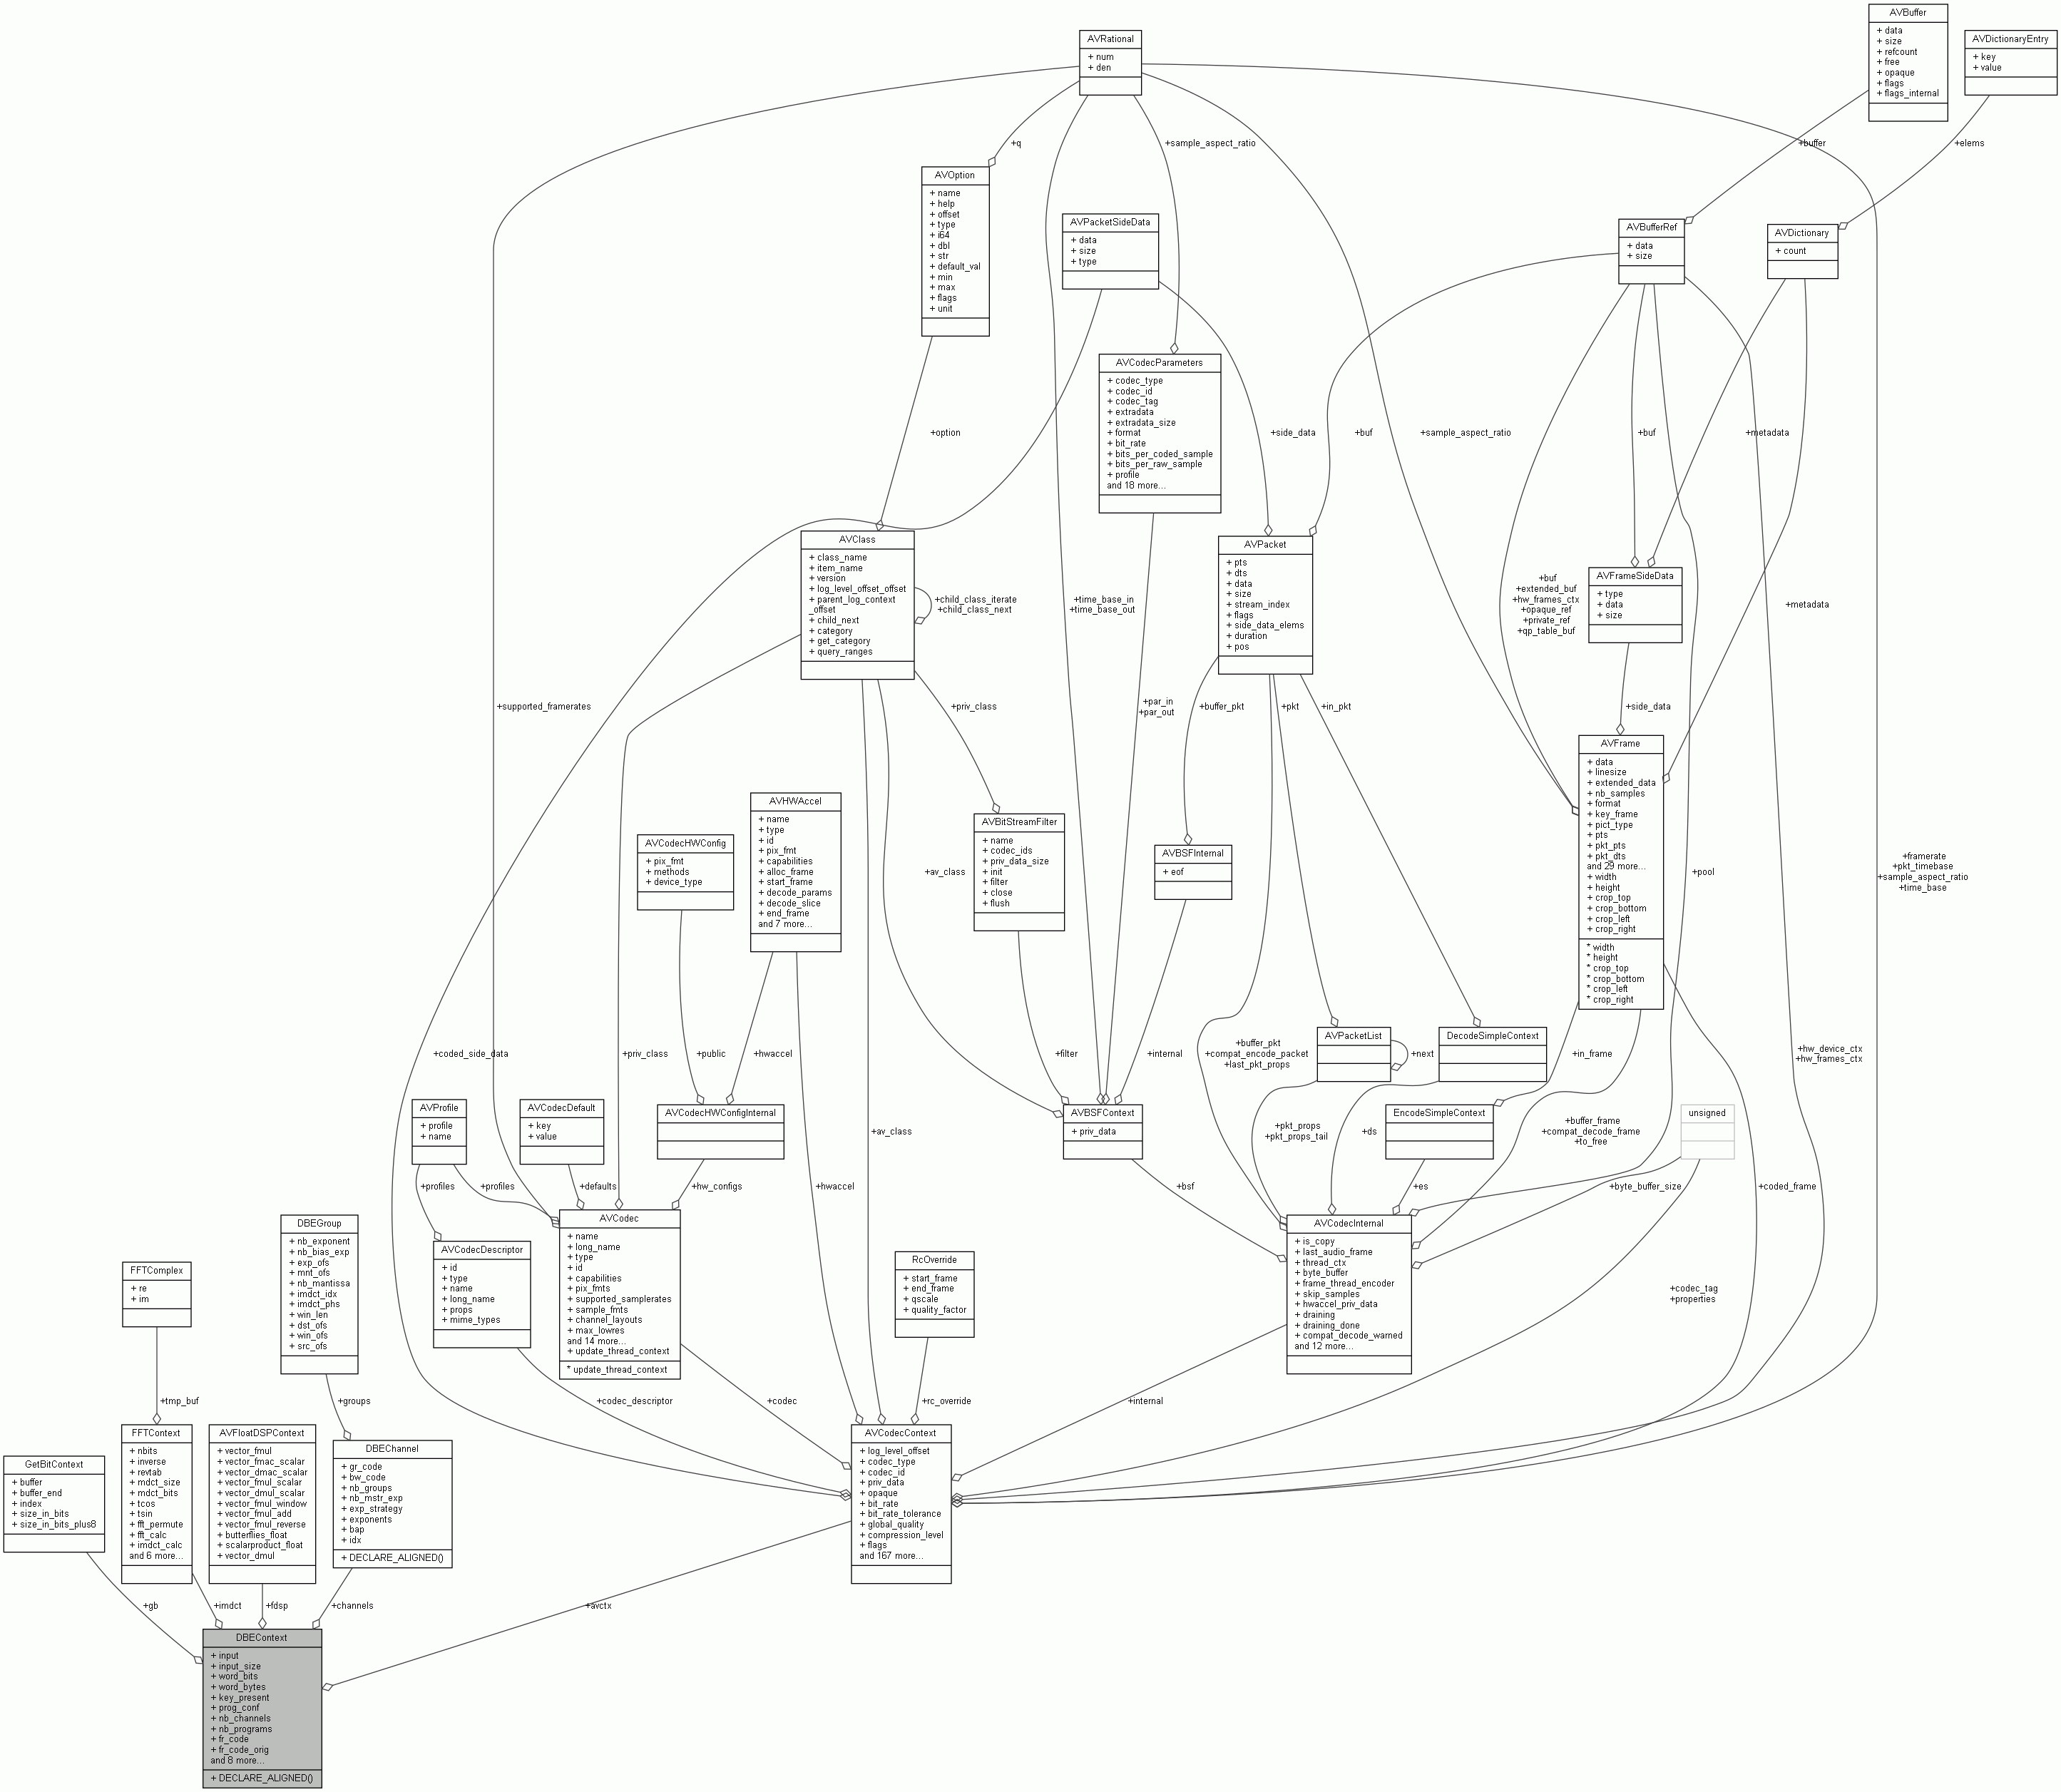 AVBuffer
+ data
+ size
+ refcount
+ free
+ opaque
+ flags
+ flags_internal
AVRational
+ num
+ den
AVDictionaryEntry
+ key
+ value
+q
+sample_aspect_ratio
+buffer
+elems
AVOption
+ name
+ help
+ offset
+ type
+ i64
+ dbl
+ str
+ default_val
+ min
+ max
+ flags
+ unit
AVPacketSideData
+ data
+ size
+ type
AVBufferRef
+ data
+ size
AVDictionary
+ count
AVCodecParameters
+ codec_type
+ codec_id
+ codec_tag
+ extradata
+ extradata_size
+ format
+ bit_rate
+ bits_per_coded_sample
+ bits_per_raw_sample
+ profile
and 18 more...
+option
+side_data
+buf
+sample_aspect_ratio
+buf
+metadata
AVClass
+ class_name
+ item_name
+ version
+ log_level_offset_offset
+ parent_log_context
_offset
+ child_next
+ category
+ get_category
+ query_ranges
+child_class_iterate
+child_class_next
+time_base_in
+time_base_out
AVPacket
+ pts
+ dts
+ data
+ size
+ stream_index
+ flags
+ side_data_elems
+ duration
+ pos
+buf
+extended_buf
+hw_frames_ctx
+opaque_ref
+private_ref
+qp_table_buf
AVFrameSideData
+ type
+ data
+ size
+metadata
+supported_framerates
+priv_class
+par_in
+par_out
+buffer_pkt
+pkt
+in_pkt
+side_data
AVFrame
+ data
+ linesize
+ extended_data
+ nb_samples
+ format
+ key_frame
+ pict_type
+ pts
+ pkt_pts
+ pkt_dts
and 29 more...
+ width
+ height
+ crop_top
+ crop_bottom
+ crop_left
+ crop_right
* width
* height
* crop_top
* crop_bottom
* crop_left
* crop_right
AVHWAccel
+ name
+ type
+ id
+ pix_fmt
+ capabilities
+ alloc_frame
+ start_frame
+ decode_params
+ decode_slice
+ end_frame
and 7 more...
AVCodecHWConfig
+ pix_fmt
+ methods
+ device_type
+av_class
AVBitStreamFilter
+ name
+ codec_ids
+ priv_data_size
+ init
+ filter
+ close
+ flush
AVBSFInternal
+ eof
+pool
+framerate
+pkt_timebase
+sample_aspect_ratio
+time_base
+coded_side_data
+priv_class
+public
+hwaccel
+filter
+internal
+buffer_pkt
+compat_encode_packet
+last_pkt_props
AVPacketList
+next
DecodeSimpleContext
+in_frame
+hw_device_ctx
+hw_frames_ctx
AVProfile
+ profile
+ name
AVCodecDefault
+ key
+ value
AVCodecHWConfigInternal
+av_class
AVBSFContext
+ priv_data
+pkt_props
+pkt_props_tail
+ds
EncodeSimpleContext
+buffer_frame
+compat_decode_frame
+to_free
unsigned
+profiles
+profiles
+defaults
+hw_configs
+hwaccel
+bsf
+es
+byte_buffer_size
+coded_frame
DBEGroup
+ nb_exponent
+ nb_bias_exp
+ exp_ofs
+ mnt_ofs
+ nb_mantissa
+ imdct_idx
+ imdct_phs
+ win_len
+ dst_ofs
+ win_ofs
+ src_ofs
AVCodecDescriptor
+ id
+ type
+ name
+ long_name
+ props
+ mime_types
AVCodec
+ name
+ long_name
+ type
+ id
+ capabilities
+ pix_fmts
+ supported_samplerates
+ sample_fmts
+ channel_layouts
+ max_lowres
and 14 more...
+ update_thread_context
* update_thread_context
RcOverride
+ start_frame
+ end_frame
+ qscale
+ quality_factor
AVCodecInternal
+ is_copy
+ last_audio_frame
+ thread_ctx
+ byte_buffer
+ frame_thread_encoder
+ skip_samples
+ hwaccel_priv_data
+ draining
+ draining_done
+ compat_decode_warned
and 12 more...
+codec_tag
+properties
FFTComplex
+ re
+ im
+tmp_buf
+groups
+codec_descriptor
+codec
+rc_override
+internal
GetBitContext
+ buffer
+ buffer_end
+ index
+ size_in_bits
+ size_in_bits_plus8
FFTContext
+ nbits
+ inverse
+ revtab
+ mdct_size
+ mdct_bits
+ tcos
+ tsin
+ fft_permute
+ fft_calc
+ imdct_calc
and 6 more...
AVFloatDSPContext
+ vector_fmul
+ vector_fmac_scalar
+ vector_dmac_scalar
+ vector_fmul_scalar
+ vector_dmul_scalar
+ vector_fmul_window
+ vector_fmul_add
+ vector_fmul_reverse
+ butterflies_float
+ scalarproduct_float
+ vector_dmul
DBEChannel
+ gr_code
+ bw_code
+ nb_groups
+ nb_mstr_exp
+ exp_strategy
+ exponents
+ bap
+ idx
+ DECLARE_ALIGNED()
AVCodecContext
+ log_level_offset
+ codec_type
+ codec_id
+ priv_data
+ opaque
+ bit_rate
+ bit_rate_tolerance
+ global_quality
+ compression_level
+ flags
and 167 more...
+gb
+imdct
+fdsp
+channels
+avctx
DBEContext
+ input
+ input_size
+ word_bits
+ word_bytes
+ key_present
+ prog_conf
+ nb_channels
+ nb_programs
+ fr_code
+ fr_code_orig
and 8 more...
+ DECLARE_ALIGNED()